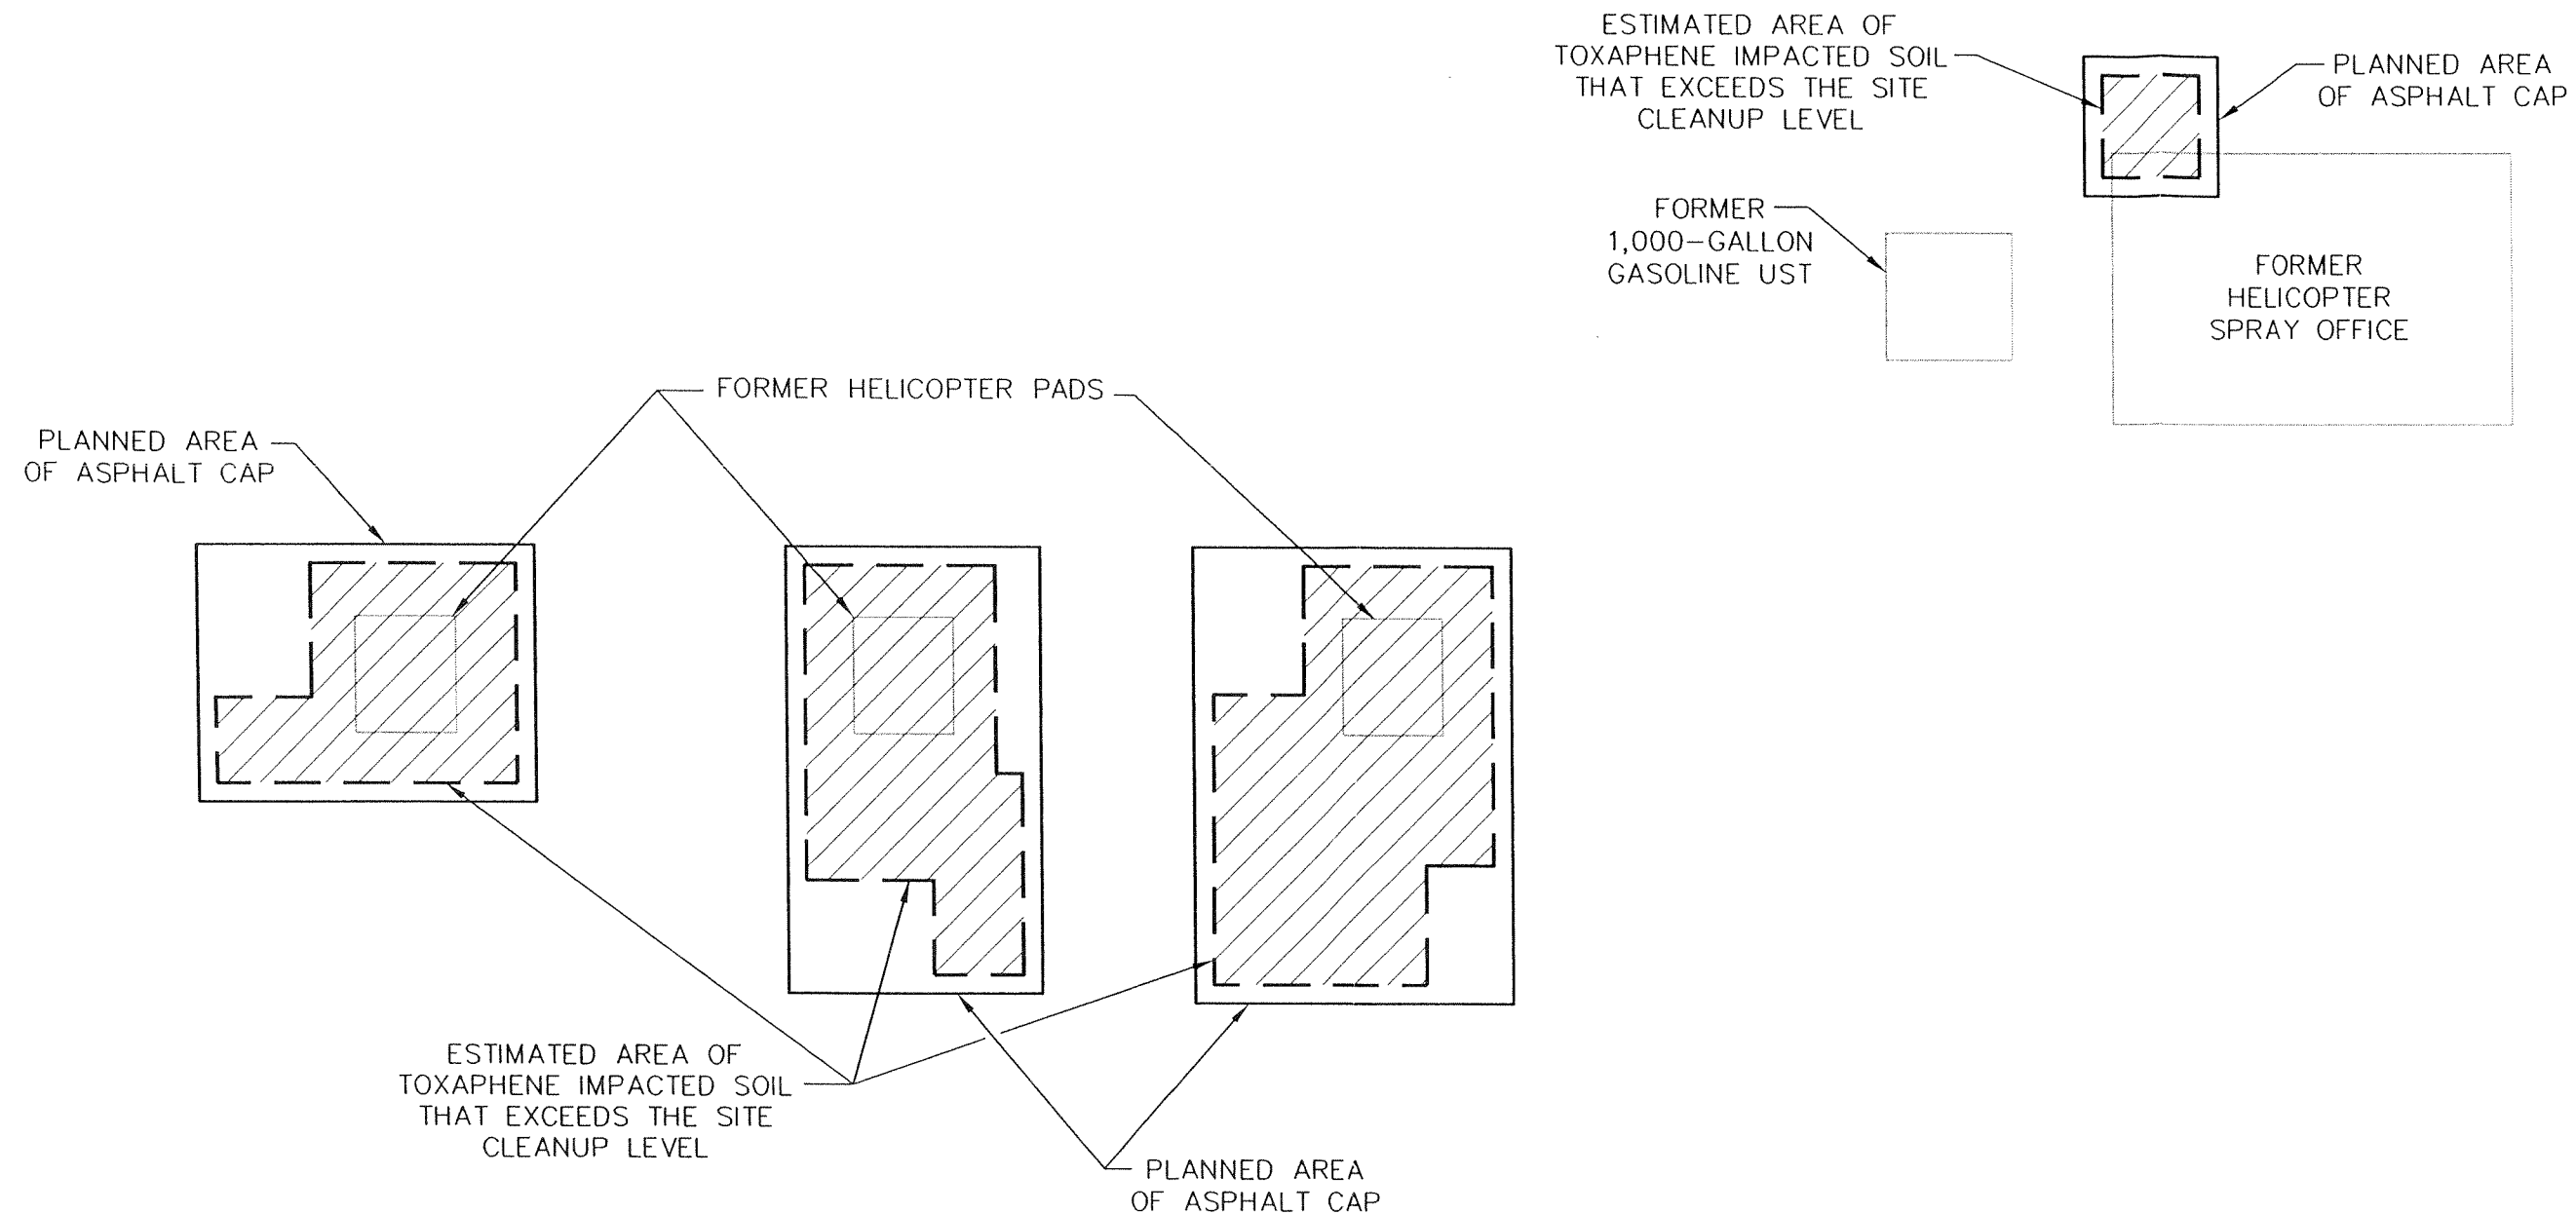 ESTIMATED AREA OF
TOXAPHENE IMPACTED SOIL
THAT EXCEEDS THE SITE
CLEANUP LEVEL
PLANNED AREA
OF ASPHALT CAP
FORMER
1,000-GALLON
GASOLINE UST
FORMER
HELICOPTER
SPRAY OFFICE
FORMER HELICOPTER PADS
PLANNED AREA
OF ASPHALT CAP
ESTIMATED AREA OF
TOXAPHENE IMPACTED SOIL
THAT EXCEEDS THE SITE
CLEANUP LEVEL
PLANNED AREA
OF ASPHALT CAP